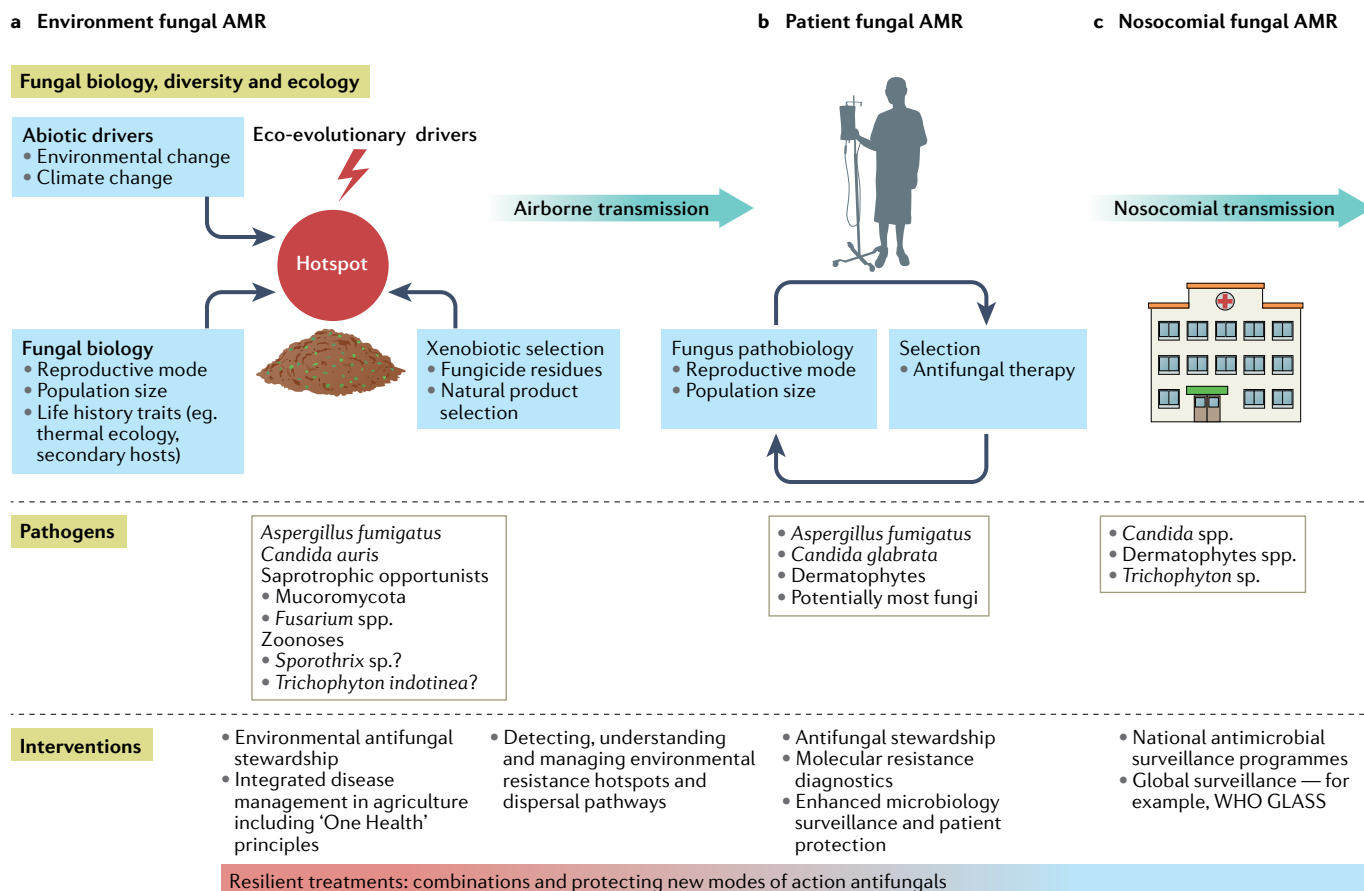 a Environment fungal AMR
b Patient fungal AMR
c Nosocomial fungal AMR
Fungal biology, diversity and ecology
Abiotic drivers
• Environmental change
• Climate change
Eco-evolutionary drivers
Hotspot
Airborne transmission
Nosocomial transmission
Fungal biology
• Reproductive mode
• Population size
• Life history traits (eg.
thermal ecology,
secondary hosts)
Xenobiotic selection
• Fungicide residues
• Natural product
selection
Fungus pathobiology
• Reproductive mode
• Population size
Selection
• Antifungal therapy
Pathogens
Aspergillus fumigatus
Candida auris
Saprotrophic opportunists
• Mucoromycota
• Fusarium spp.
Zoonoses
• Sporothrix sp.?
• Trichophyton indotinea?
• Aspergillus fumigatus
• Candida glabrata
• Dermatophytes
• Potentially most fungi
• Candida spp.
• Dermatophytes spp.
• Trichophyton sp.
Interventions
• Environmental antifungal
stewardship
• Integrated disease
management in agriculture
including ‘One Health’
principles
• Detecting, understanding
and managing environmental
resistance hotspots and
dispersal pathways
• Antifungal stewardship
• Molecular resistance
diagnostics
• Enhanced microbiology
surveillance and patient
protection
• National antimicrobial
surveillance programmes
• Global surveillance — for
example, WHO GLASS
Resilient treatments: combinations and protecting new modes of action antifungals